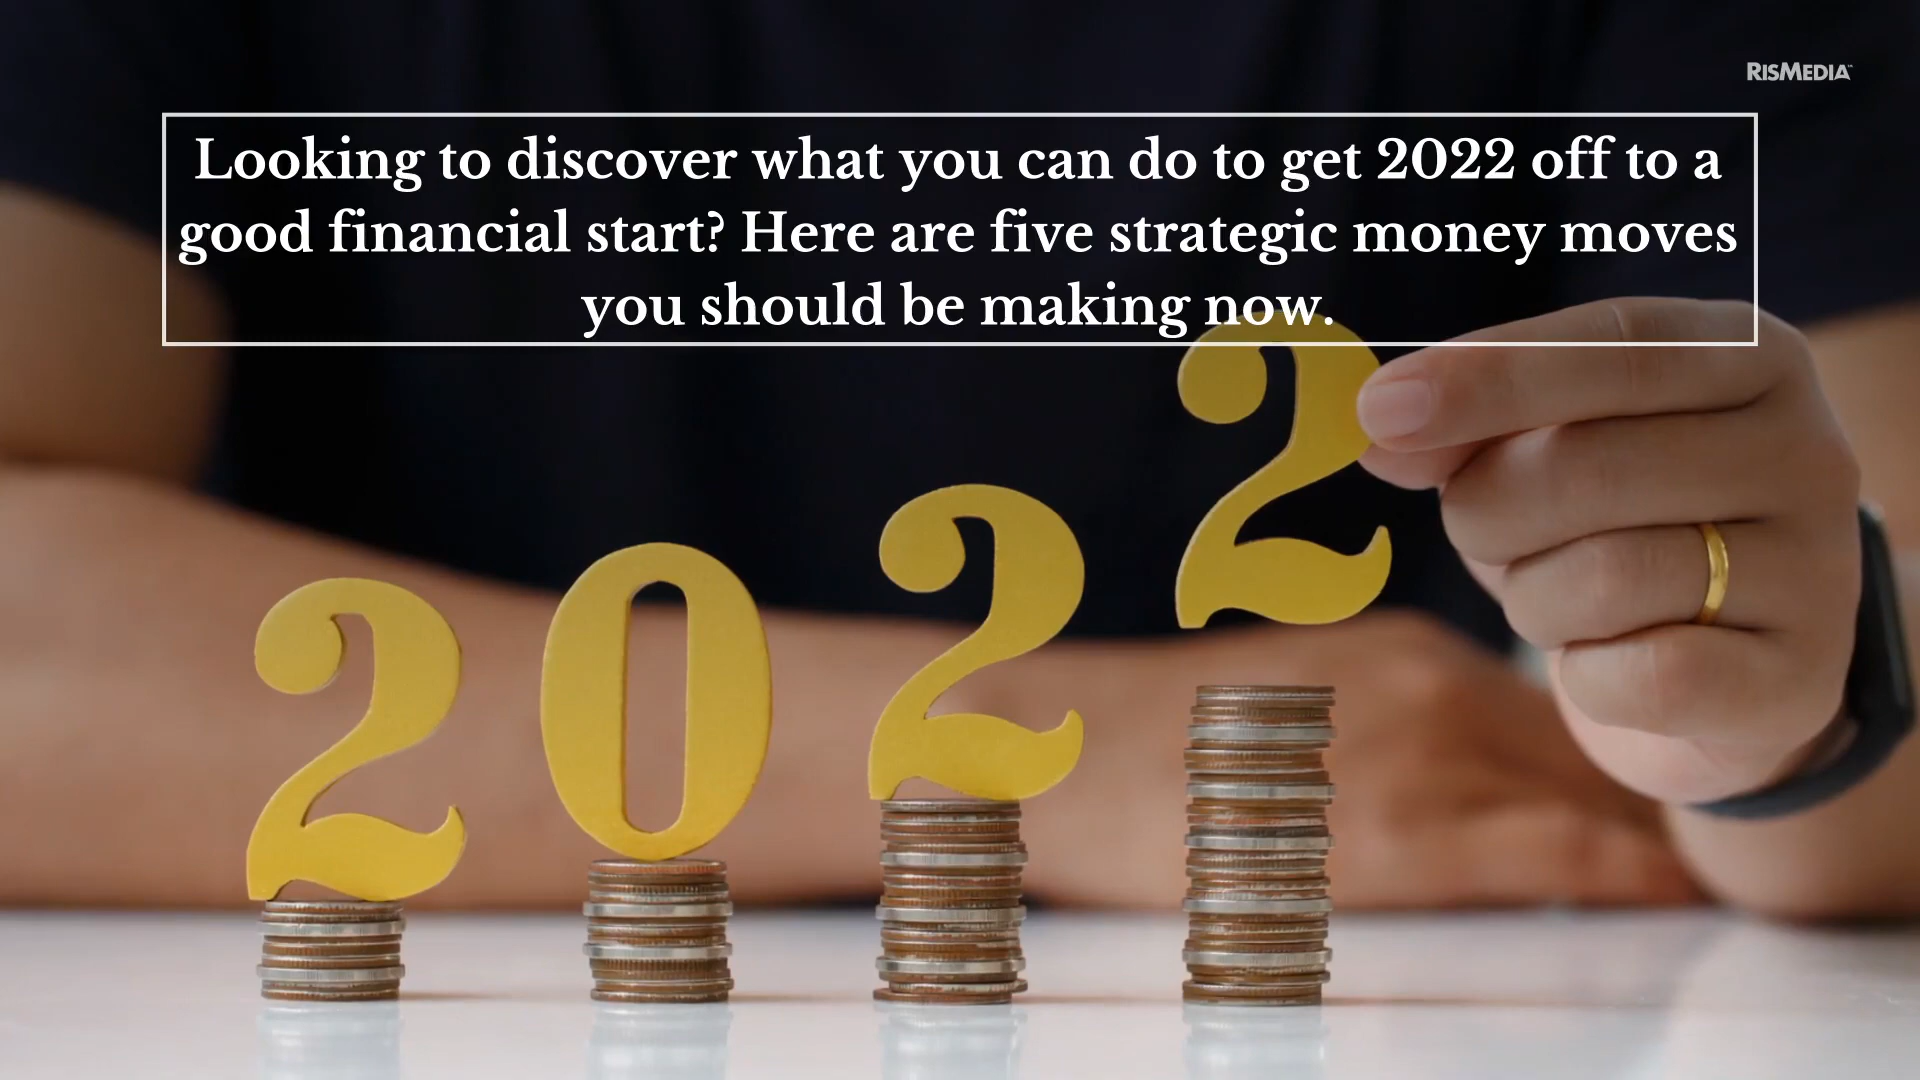 RISMEDIA
Looking to discover what you can do to get 2022 off to a
good financial start? Here are five strategic money moves
you should be making now.
2022